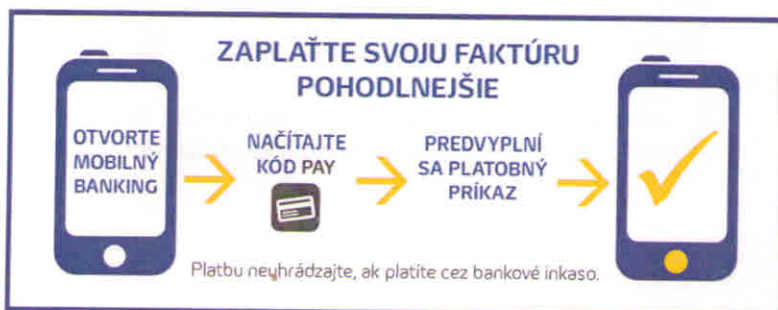 ZAPLAŤTE SVOJU FAKTÚRU
POHODLNEJŠIE
OTVORTE
MOBILNÝ
BANKING
NAČÍTAJTE
KÓD PAY
PREDVYPLNÍ
SA PLATOBNÝ
PRÍKAZ
Platbu neuhrádzajte, ak platíte cez bankové inkaso.